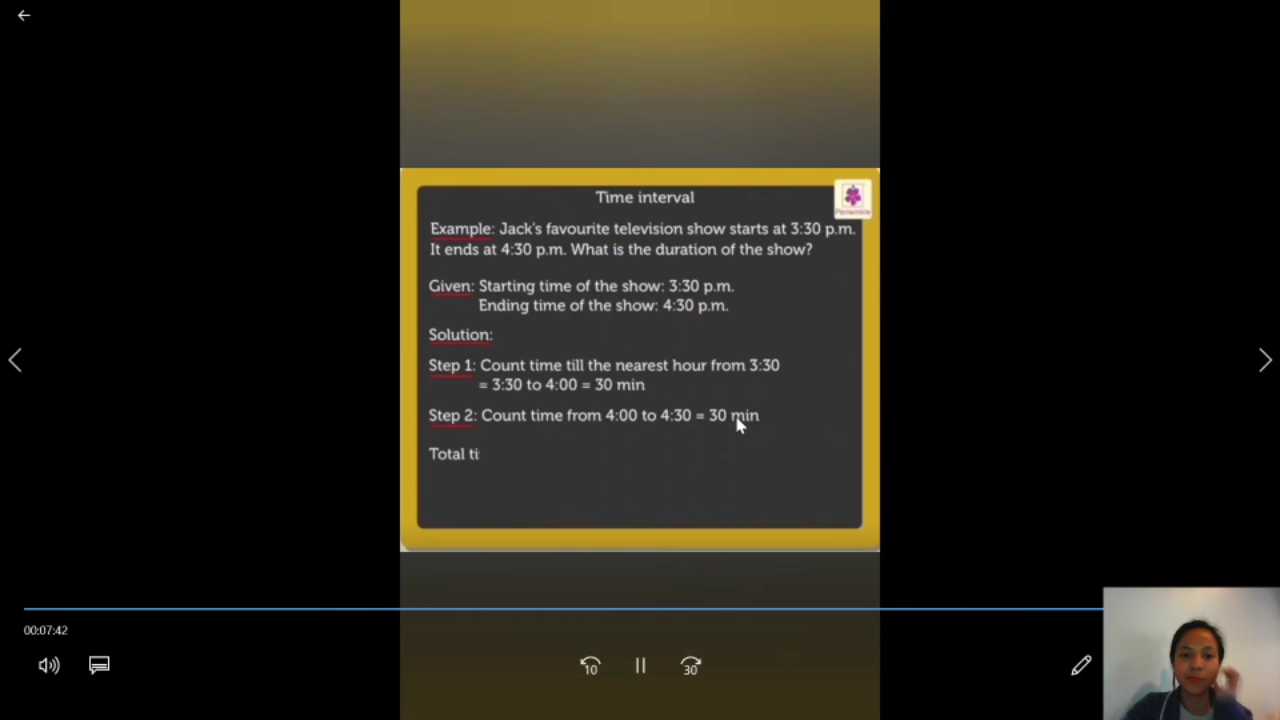 Time interval
Periwinkle
Example: Jack's favourite television show starts at 3:30 p.m.
It ends at 4:30 p.m. What is the duration of the show?
Given: Starting time of the show: 3:30 p.m.
Ending time of the show: 4:30 p.m.
Solution:
Step 1: Count time till the nearest hour from 3:30
= 3:30 to 4:00 = 30 min
Step 2: Count time from 4:00 to 4:30 = 30 min
Total ti
00:07:42
10
30